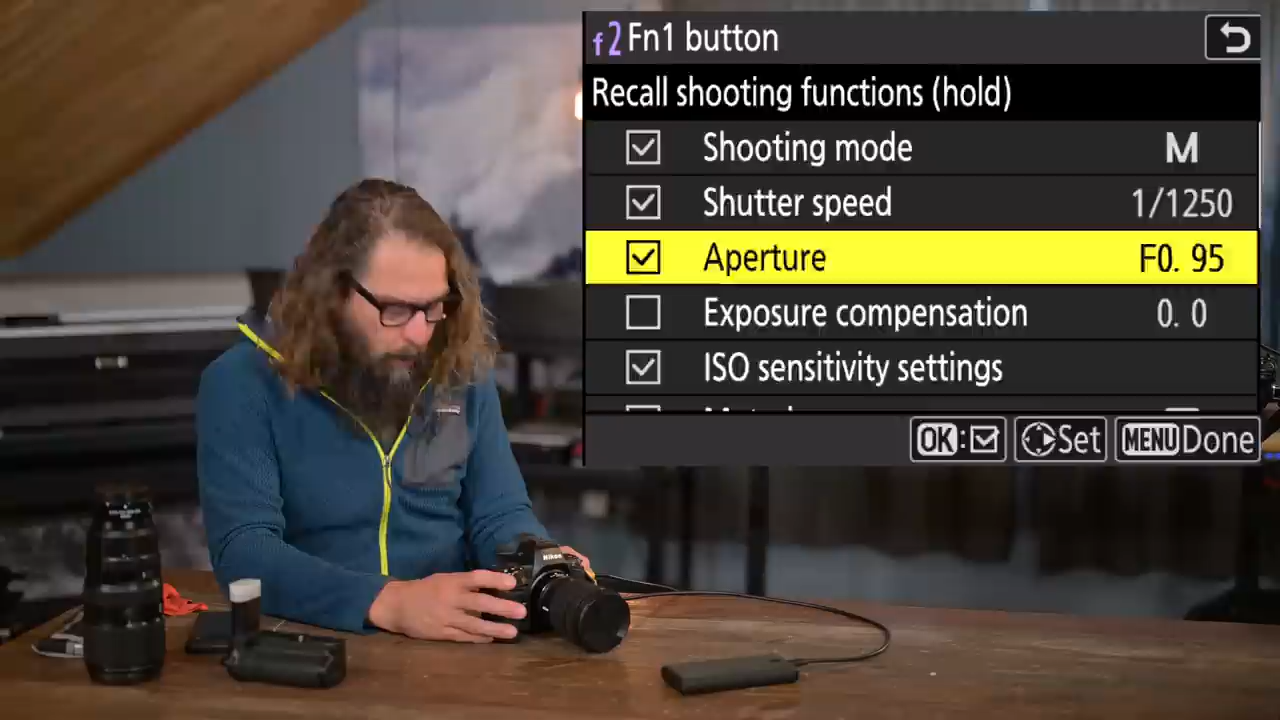 f2 Fn1 button
Recall shooting functions (hold)
Shooting mode M
Shutter speed 1/1250
Aperture F0. 95
Exposure compensation 0. 0
ISO sensitivity settings
OK: Set MENU Done
Nikon